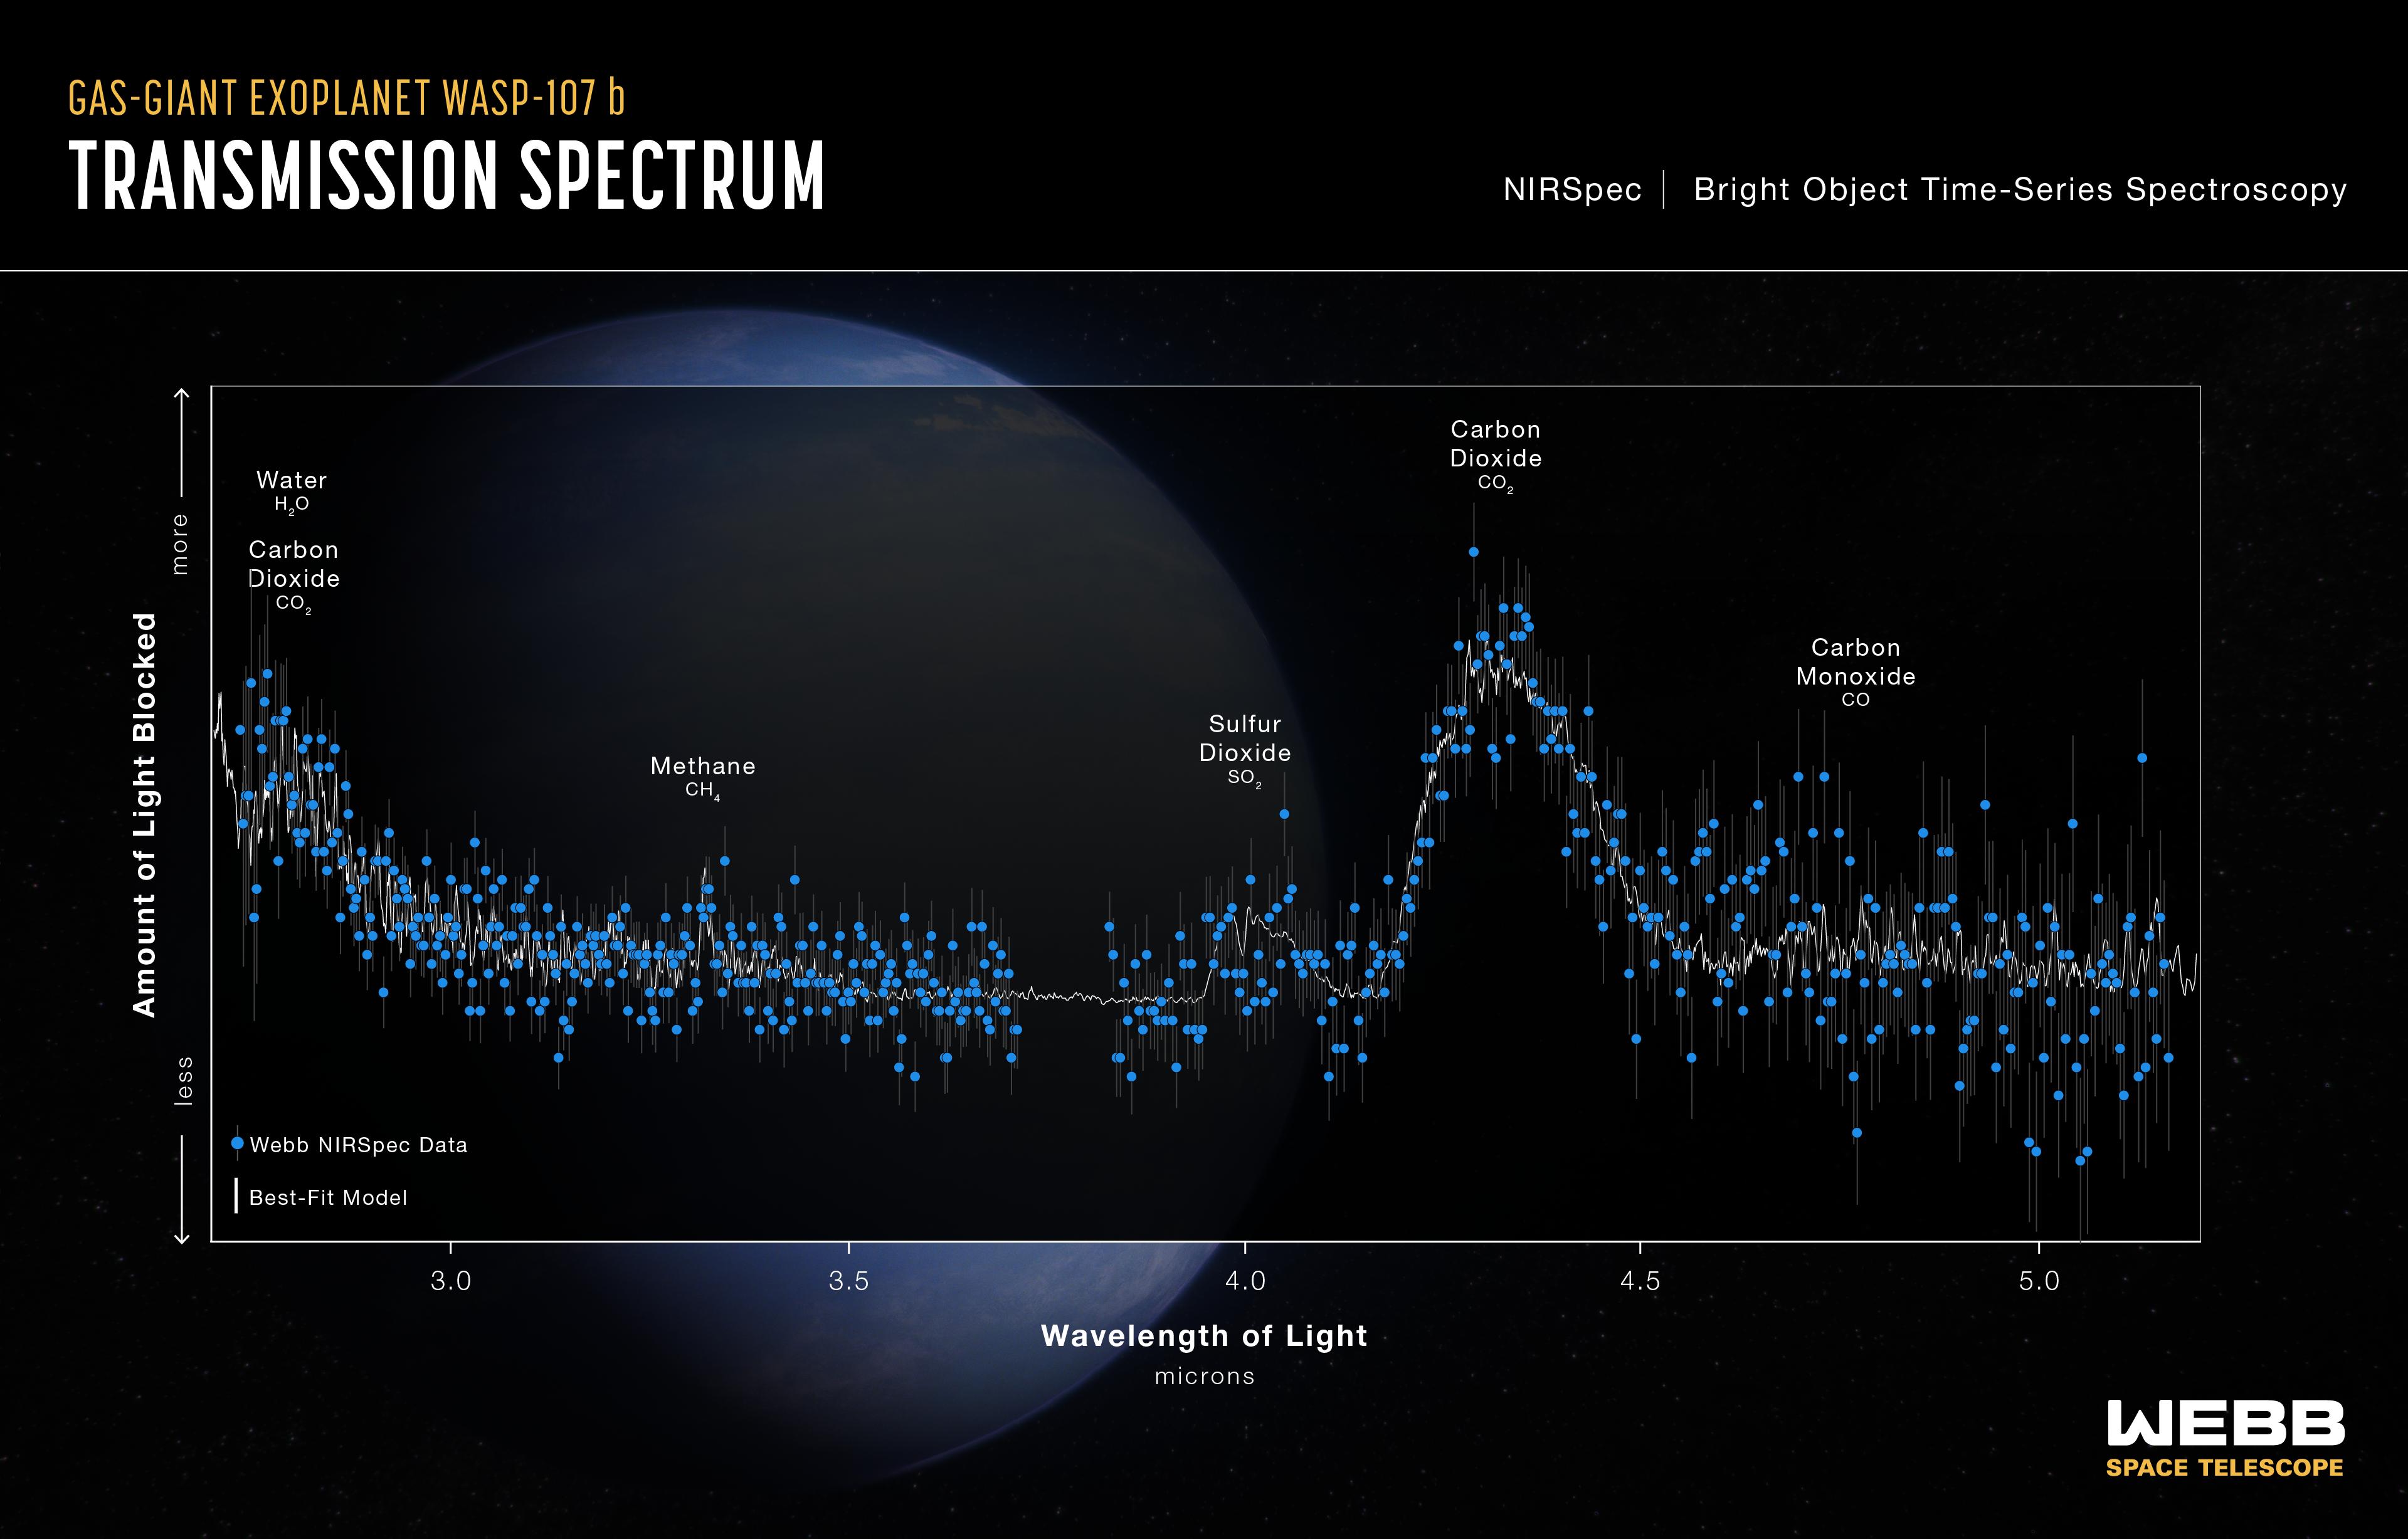 GAS-GIANT EXOPLANET WASP-107 b
TRANSMISSION SPECTRUM
NIRSpec | Bright Object Time-Series Spectroscopy
Amount of Light Blocked
more
less
Water
H₂O
Carbon
Dioxide
CO₂
Methane
CH₄
Sulfur
Dioxide
SO₂
Carbon
Dioxide
CO₂
Carbon
Monoxide
CO
Webb NIRSpec Data
Best-Fit Model
3.0
3.5
4.0
4.5
5.0
Wavelength of Light
microns
WEBB
SPACE TELESCOPE